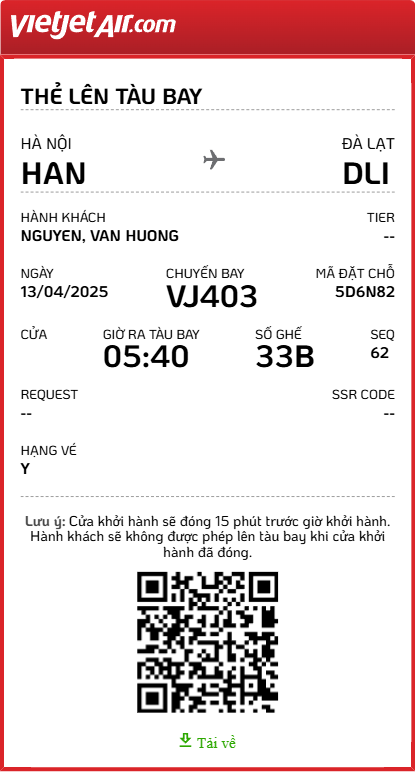 vietjetAir.com
THẺ LÊN TÀU BAY
HÀ NỘI ĐÀ LẠT
HAN DLI
HÀNH KHÁCH TIER
NGUYEN, VAN HUONG --
NGÀY CHUYẾN BAY MÃ ĐẶT CHỖ
13/04/2025 VJ403 5D6N82
CỬA GIỜ RA TÀU BAY SỐ GHẾ SEQ
05:40 33B 62
REQUEST SSR CODE
-- --
HẠNG VÉ
Y
Lưu ý: Cửa khởi hành sẽ đóng 15 phút trước giờ khởi hành.
Hành khách sẽ không được phép lên tàu bay khi cửa khởi
hành đã đóng.
Tải về